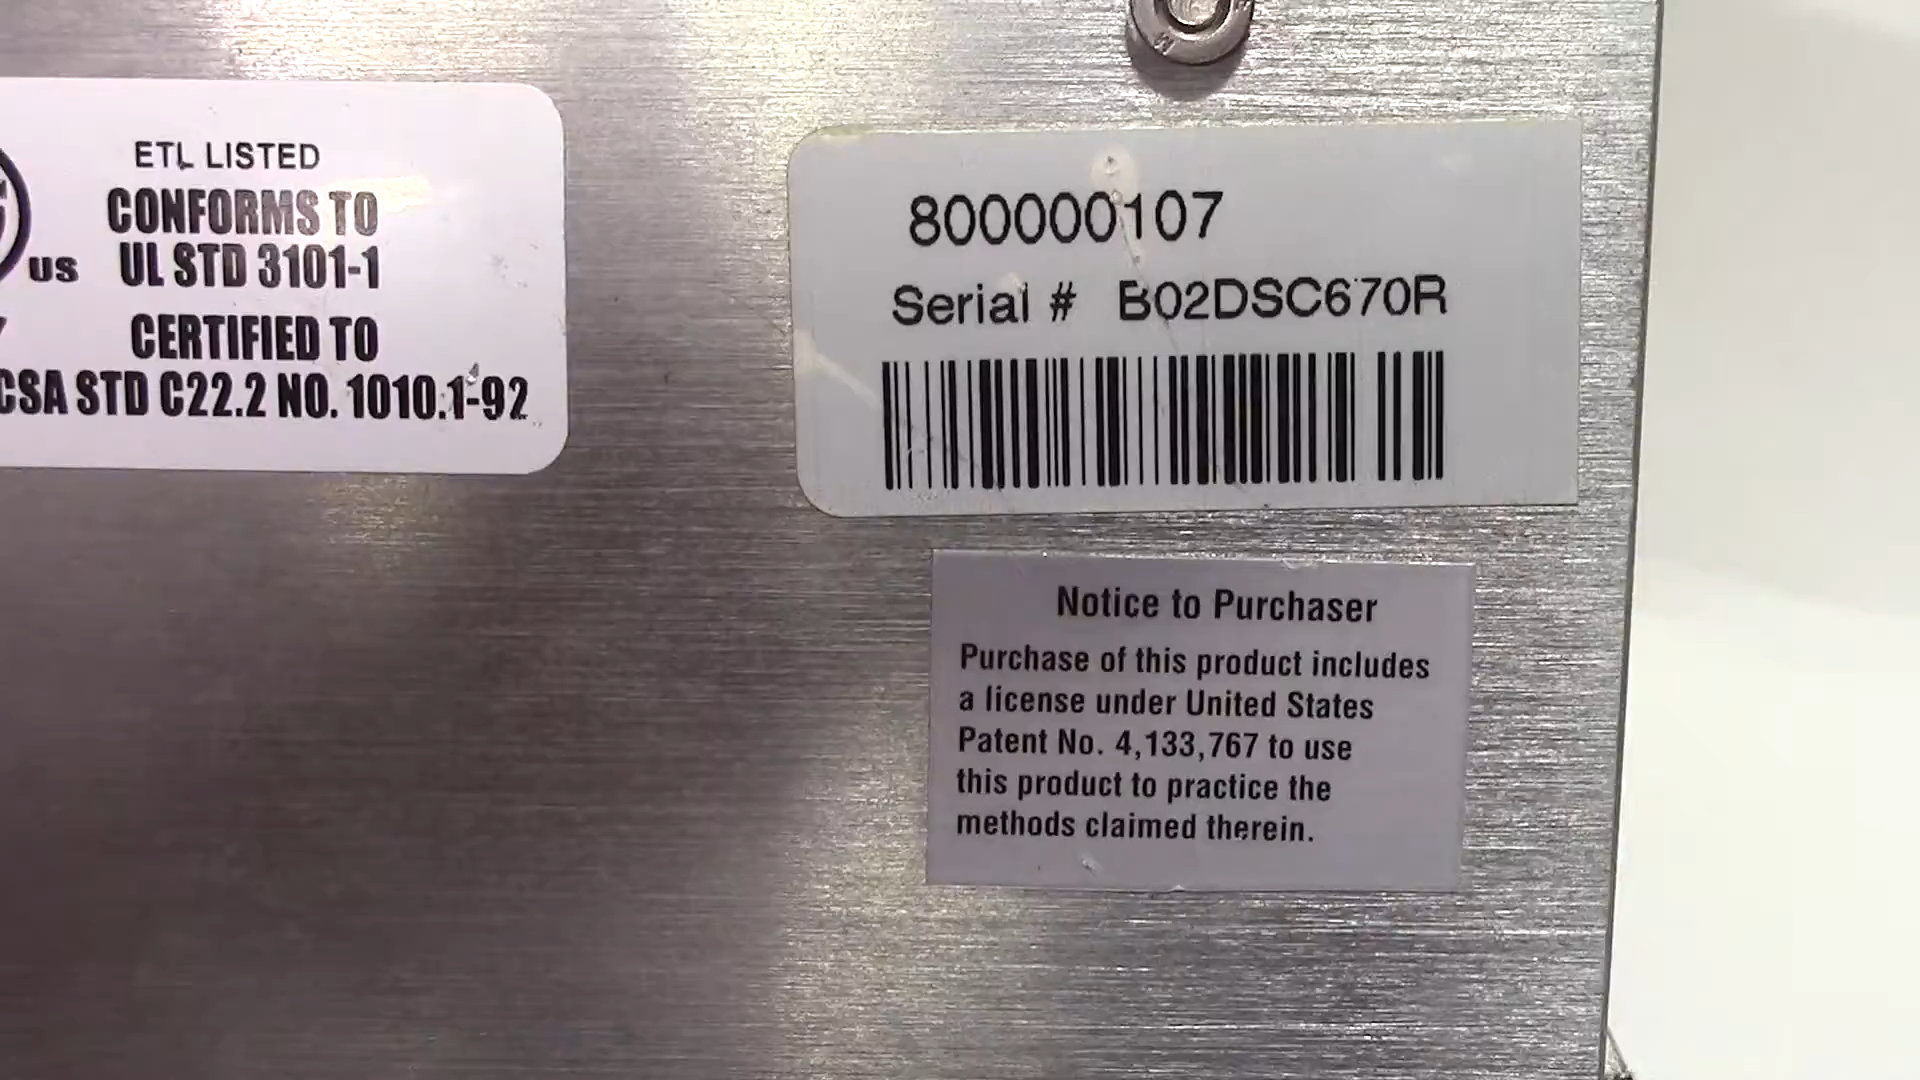 ETL LISTED
CONFORMS TO
UL STD 3101-1
US
CERTIFIED TO
CSA STD C22.2 NO. 1010.1-92
800000107
Serial # B02DSC670R
Notice to Purchaser
Purchase of this product includes
a license under United States
Patent No. 4,133,767 to use
this product to practice the
methods claimed therein.